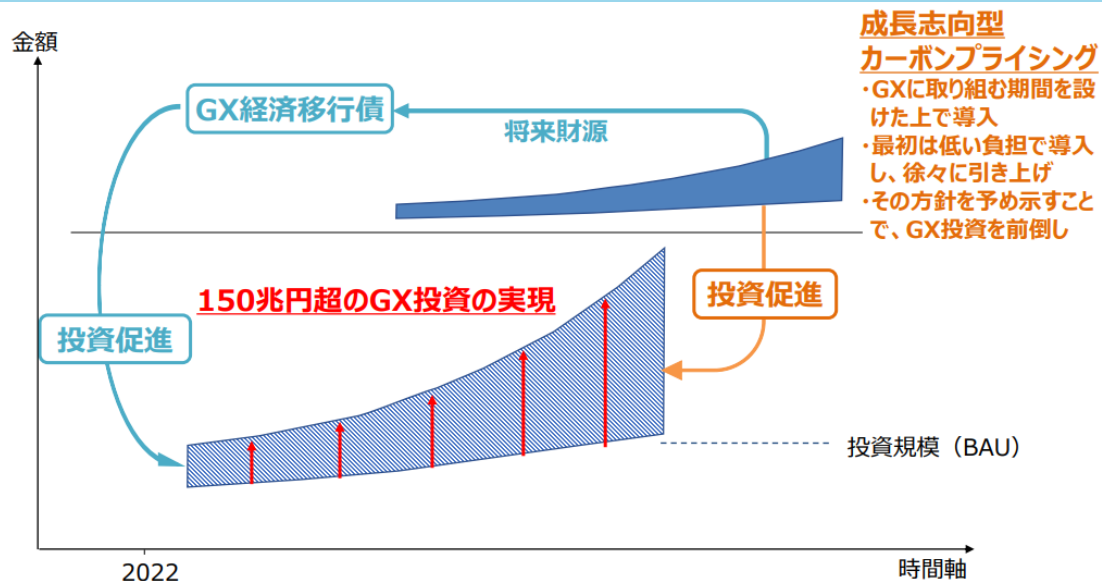 金額
成長志向型
カーボンプライシング
・GXに取り組む期間を設
けた上で導入
・最初は低い負担で導入
し、徐々に引き上げ
・その方針を予め示すこと
で、GX投資を前倒し
GX経済移行債
将来財源
150兆円超のGX投資の実現
投資促進
投資促進
投資規模（BAU）
2022
時間軸